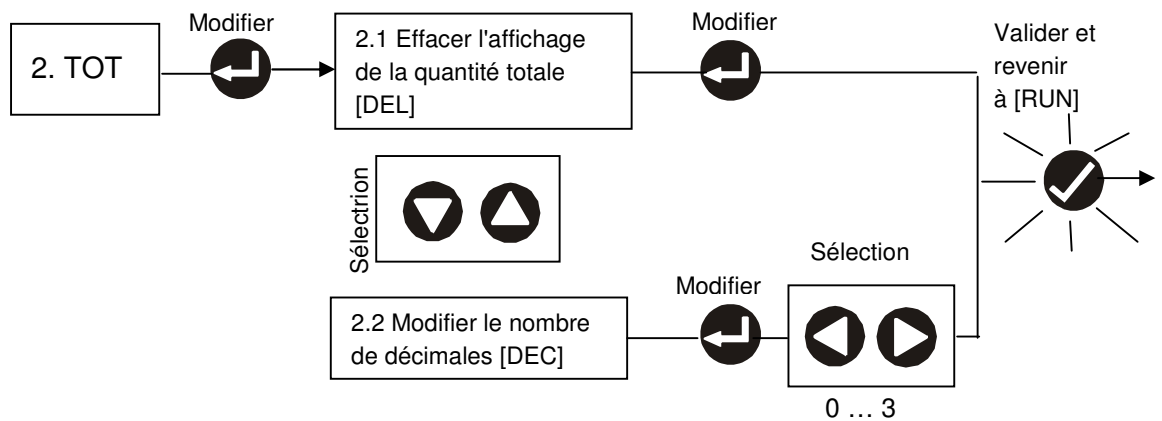 2. TOT
Modifier
2.1 Effacer l'affichage
de la quantité totale
[DEL]
Modifier
Valider et
revenir
à [RUN]
Sélectrion
2.2 Modifier le nombre
de décimales [DEC]
Modifier
Sélection
0 … 3